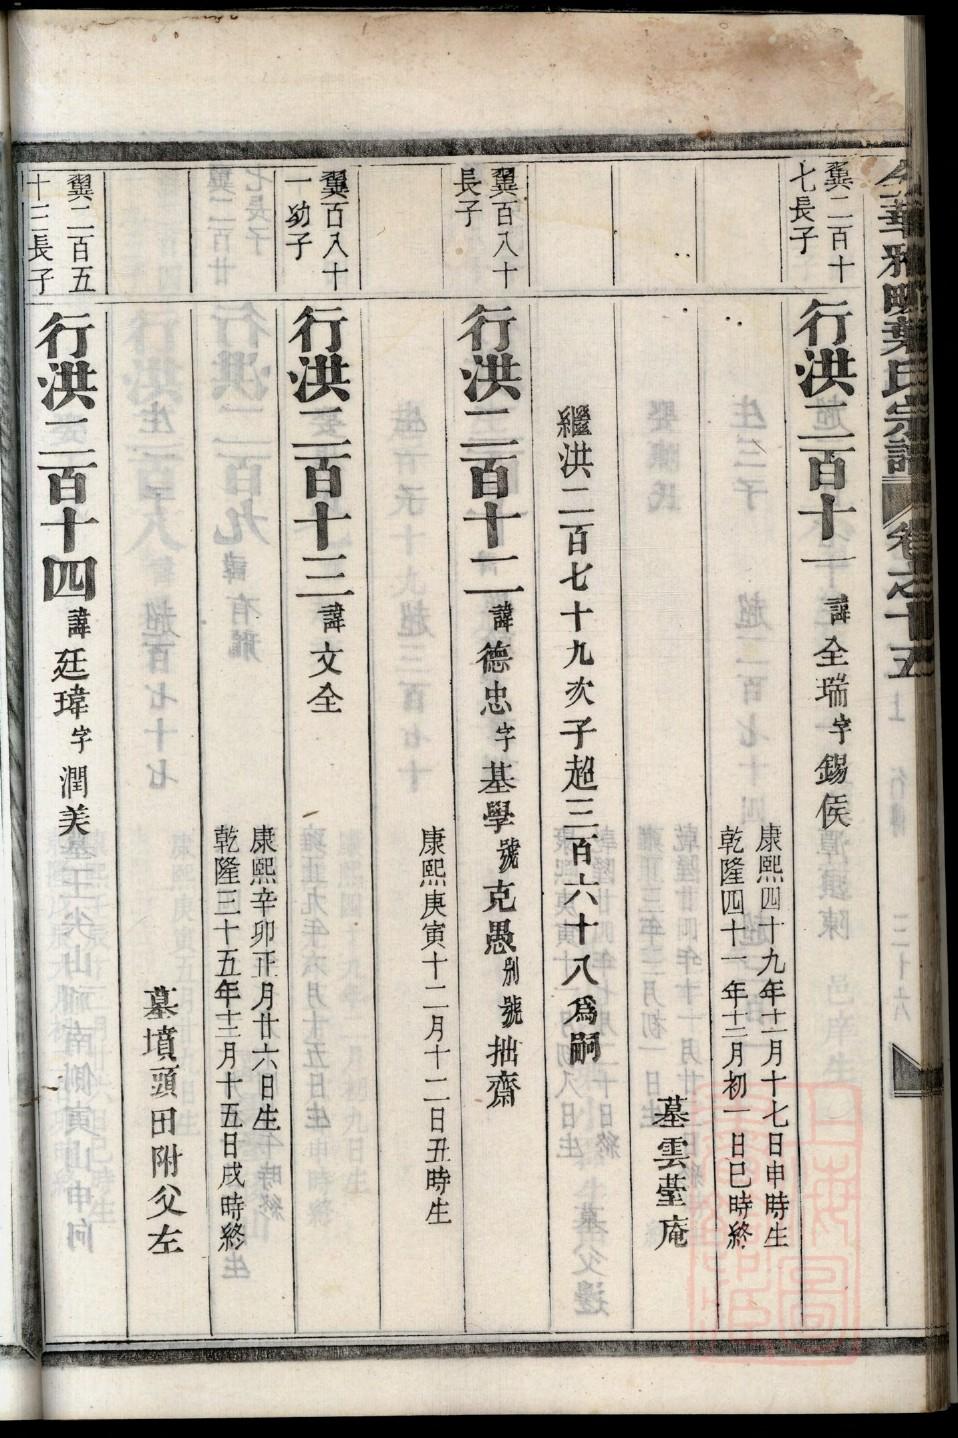 金華雅畈葉氏宗譜 卷之十五
翼二百十七長子
行洪二百十一 諱全瑞字錫侯
康熙四十九年十一月十七日申時生
乾隆四十一年十二月初一日巳時終
墓雲臺庵
繼洪二百七十九次子超三百六十八為嗣
翼百八十長子
行洪二百十二 諱德忠字基學號克愚別號拙齋
康熙庚寅十二月十二日丑時生
翼百八十一幼子
行洪二百十三 諱文全
康熙辛卯正月廿六日生
乾隆三十五年十二月十五日戌時終
墓墳頭田附父左
翼二百五十三長子
行洪二百十四 諱廷瑋字潤美